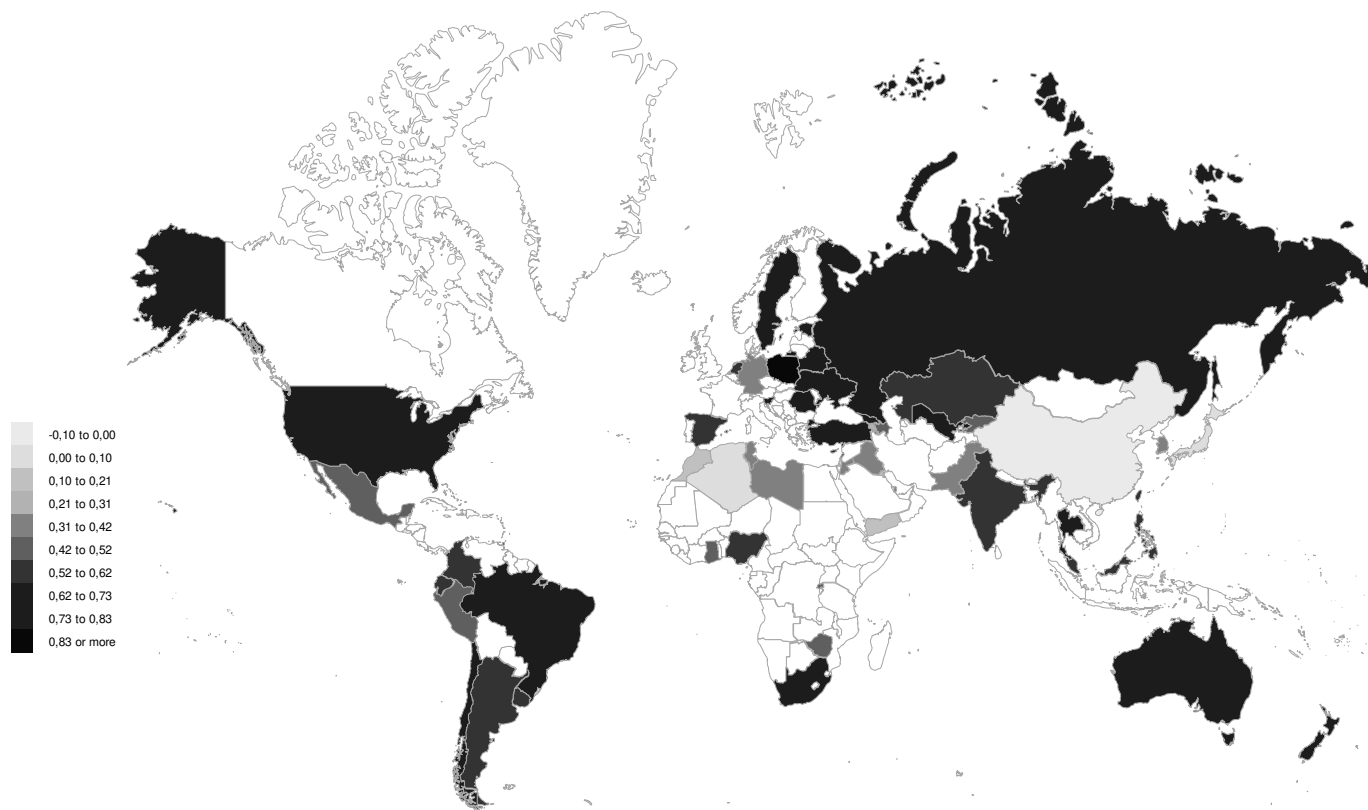 -0,10 to 0,00
0,00 to 0,10
0,10 to 0,21
0,21 to 0,31
0,31 to 0,42
0,42 to 0,52
0,52 to 0,62
0,62 to 0,73
0,73 to 0,83
0,83 or more